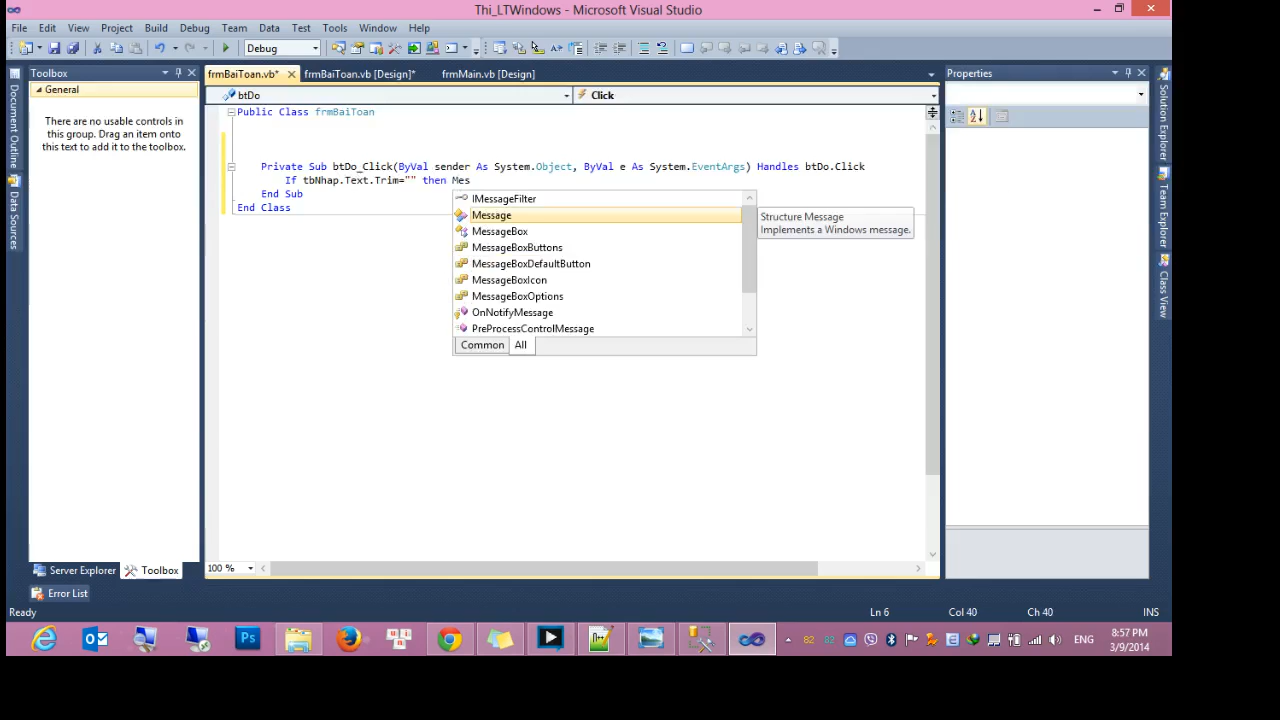 Thi_LTWindows - Microsoft Visual Studio
File Edit View Project Build Debug Team Data Test Tools Window Help
Debug
Toolbox
frmBaiToan.vb* frmBaiToan.vb [Design]* frmMain.vb [Design]
Properties
General
btDo Click
There are no usable controls in this group. Drag an item onto this text to add it to the toolbox.
Document Outline
Data Sources
Public Class frmBaiToan
Private Sub btDo_Click(ByVal sender As System.Object, ByVal e As System.EventArgs) Handles btDo.Click
If tbNhap.Text.Trim="" then Mes
End Sub
End Class
IMessageFilter
Message
MessageBox
MessageBoxButtons
MessageBoxDefaultButton
MessageBoxIcon
MessageBoxOptions
OnNotifyMessage
PreProcessControlMessage
Common All
Structure Message
Implements a Windows message.
Solution Explorer
Team Explorer
Class View
100 %
Server Explorer Toolbox
Error List
Ready Ln 6 Col 40 Ch 40 INS
Ps
82 82 ENG
8:57 PM
3/9/2014